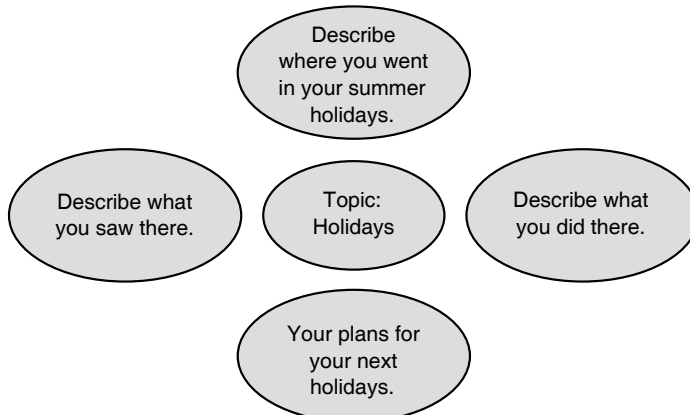 Describe
where you went
in your summer
holidays.
Describe what
you saw there.
Topic:
Holidays
Describe what
you did there.
Your plans for
your next
holidays.